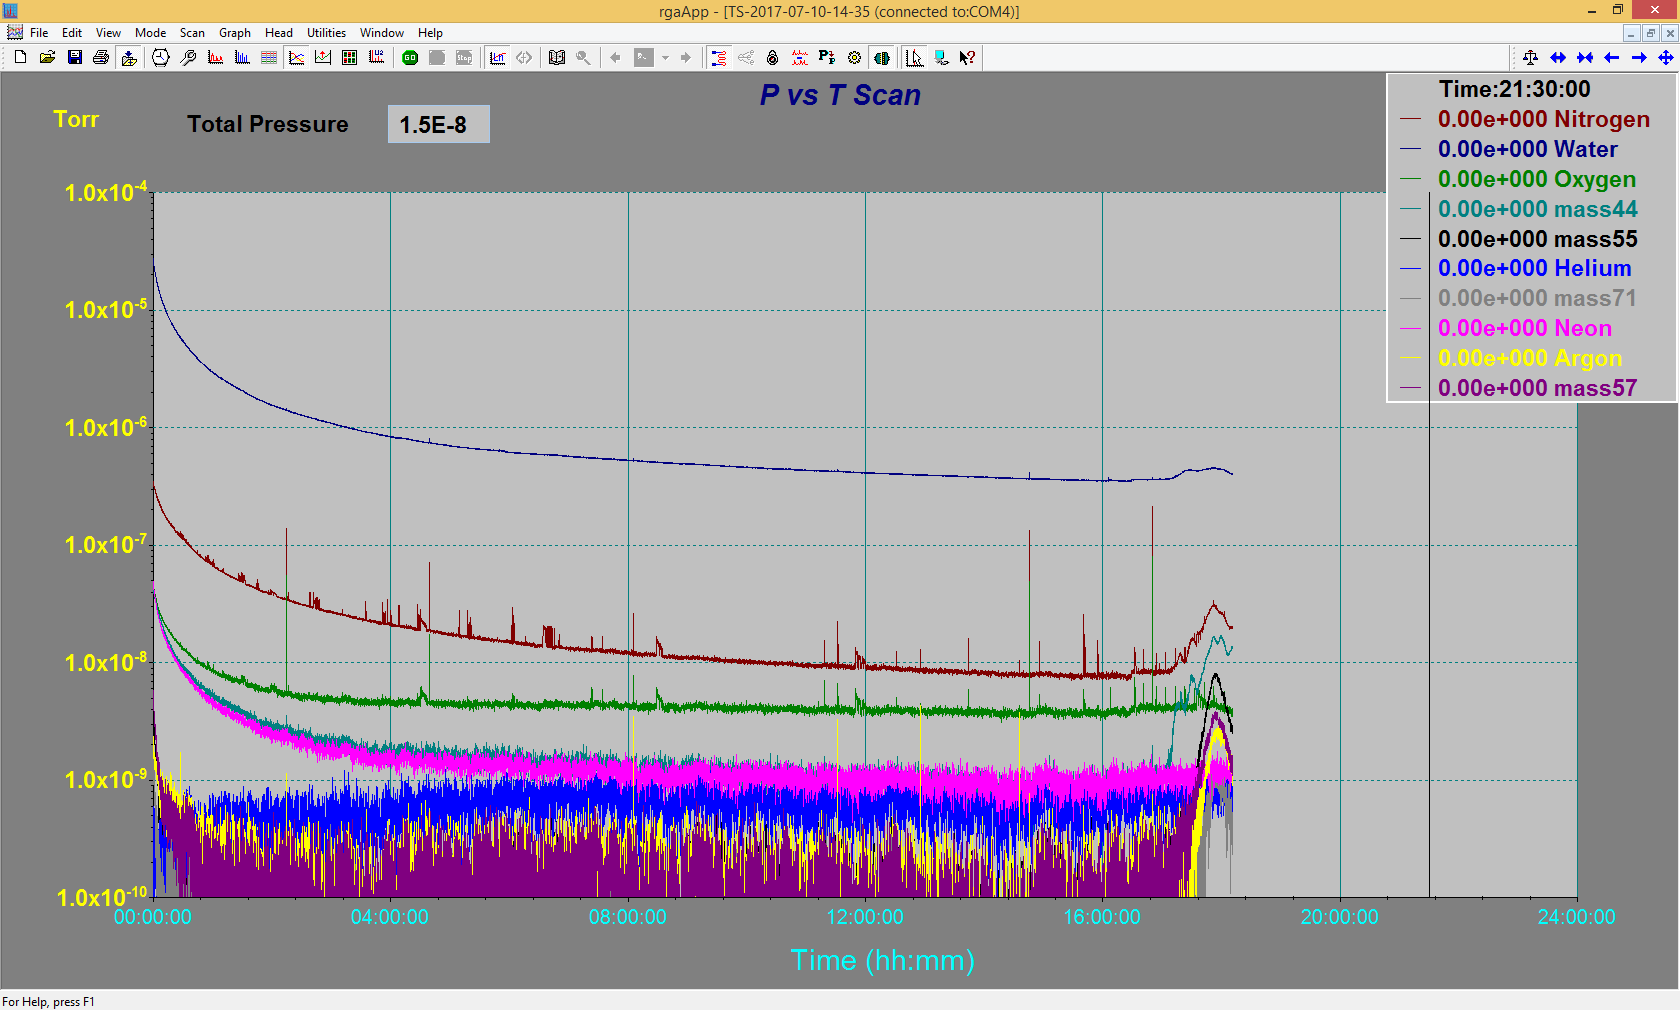 rgaApp - [TS-2017-07-10-14-35 (connected to:COM4)]
File Edit View Mode Scan Graph Head Utilities Window Help
P vs T Scan
Torr
Total Pressure 1.5E-8
Time:21:30:00
0.00e+000 Nitrogen
0.00e+000 Water
0.00e+000 Oxygen
0.00e+000 mass44
0.00e+000 mass55
0.00e+000 Helium
0.00e+000 mass71
0.00e+000 Neon
0.00e+000 Argon
0.00e+000 mass57
1.0x10-4
1.0x10-5
1.0x10-6
1.0x10-7
1.0x10-8
1.0x10-9
1.0x10-10
00:00:00 04:00:00 08:00:00 12:00:00 16:00:00 20:00:00 24:00:00
Time (hh:mm)
For Help, press F1